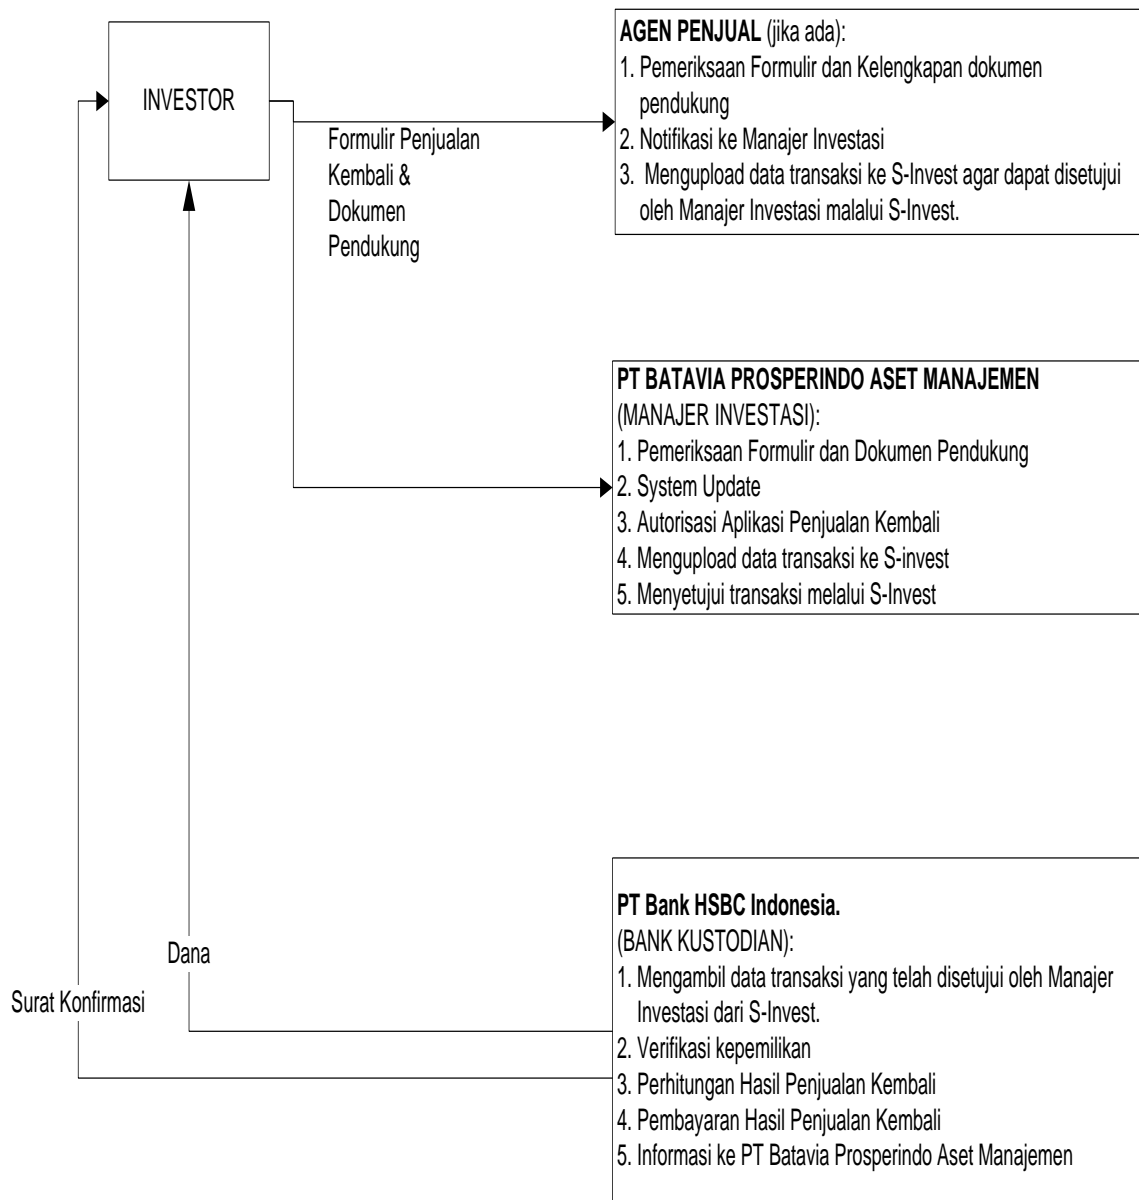 INVESTOR
Formulir Penjualan
Kembali &
Dokumen
Pendukung
AGEN PENJUAL (jika ada):
1. Pemeriksaan Formulir dan Kelengkapan dokumen
pendukung
2. Notifikasi ke Manajer Investasi
3. Mengupload data transaksi ke S-Invest agar dapat disetujui
oleh Manajer Investasi malalui S-Invest.
PT BATAVIA PROSPERINDO ASET MANAJEMEN
(MANAJER INVESTASI):
1. Pemeriksaan Formulir dan Dokumen Pendukung
2. System Update
3. Autorisasi Aplikasi Penjualan Kembali
4. Mengupload data transaksi ke S-invest
5. Menyetujui transaksi melalui S-Invest
PT Bank HSBC Indonesia.
(BANK KUSTODIAN):
1. Mengambil data transaksi yang telah disetujui oleh Manajer
Investasi dari S-Invest.
2. Verifikasi kepemilikan
3. Perhitungan Hasil Penjualan Kembali
4. Pembayaran Hasil Penjualan Kembali
5. Informasi ke PT Batavia Prosperindo Aset Manajemen
Dana
Surat Konfirmasi